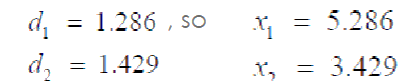 d₁ = 1.286 , so x₁ = 5.286
d₂ = 1.429 x₂ = 3.429